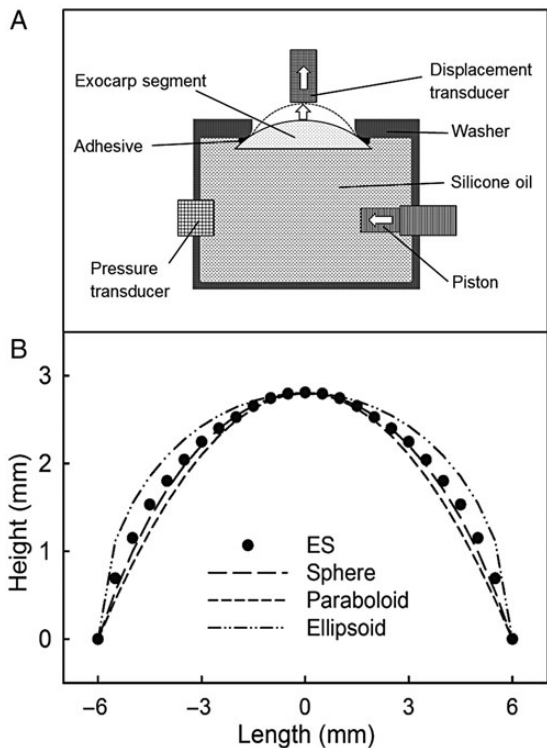 A
Exocarp segment
Displacement
transducer
Adhesive
Washer
Silicone oil
Pressure
transducer
Piston
B
3
2
1
0
Height (mm)
ES
Sphere
Paraboloid
Ellipsoid
−6 −3 0 3 6
Length (mm)